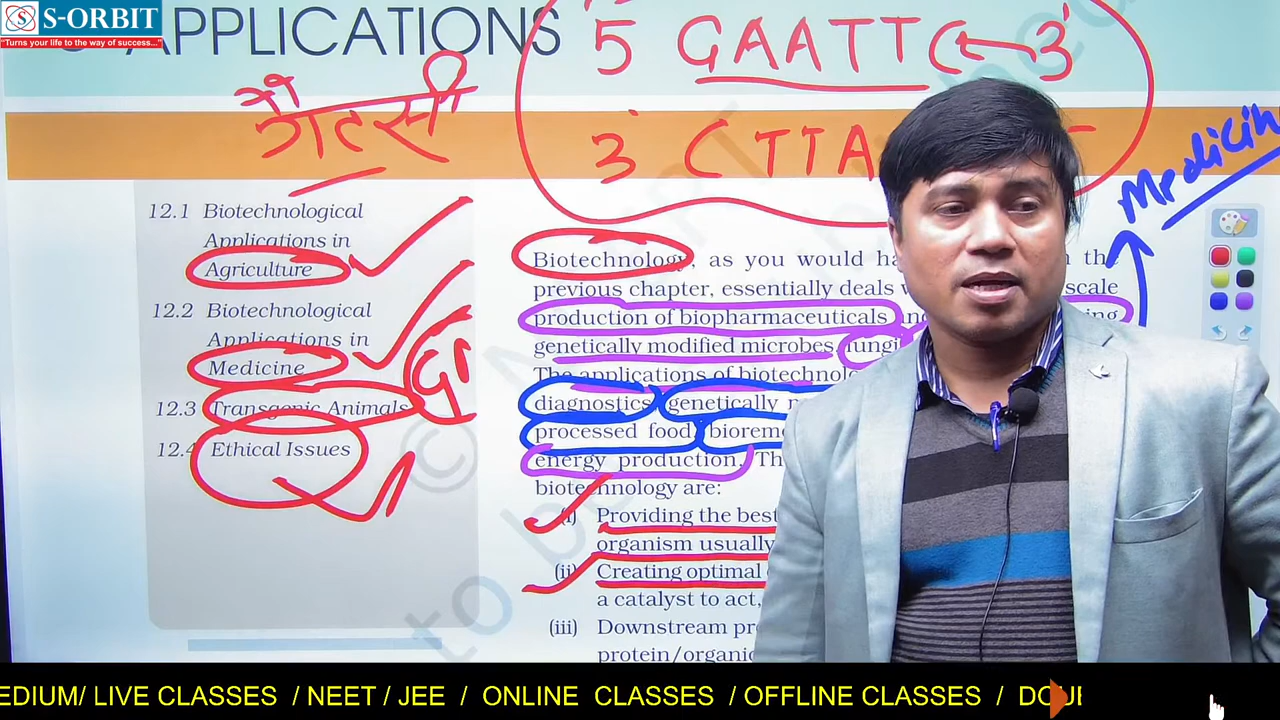 S-ORBIT
"Turns your life to the way of success..."
APPLICATIONS
5 GAATTC 3'
3' CTTA
Medicin
12.1 Biotechnological
Applications in
Agriculture
12.2 Biotechnological
Applications in
Medicine
12.3 Transgenic Animals
12.4 Ethical Issues
Biotechnology, as you would
previous chapter, essentially deals scale
production of biopharmaceuticals
genetically modified microbes, fungi
The applications of biotechnolo
diagnostics, genetically
processed food, biorem
energy production. Th
biotechnology are:
(i) Providing the best
organism usually
(ii) Creating optimal
a catalyst to act,
(iii) Downstream pr
protein/organic
EDIUM/ LIVE CLASSES / NEET / JEE / ONLINE CLASSES / OFFLINE CLASSES /